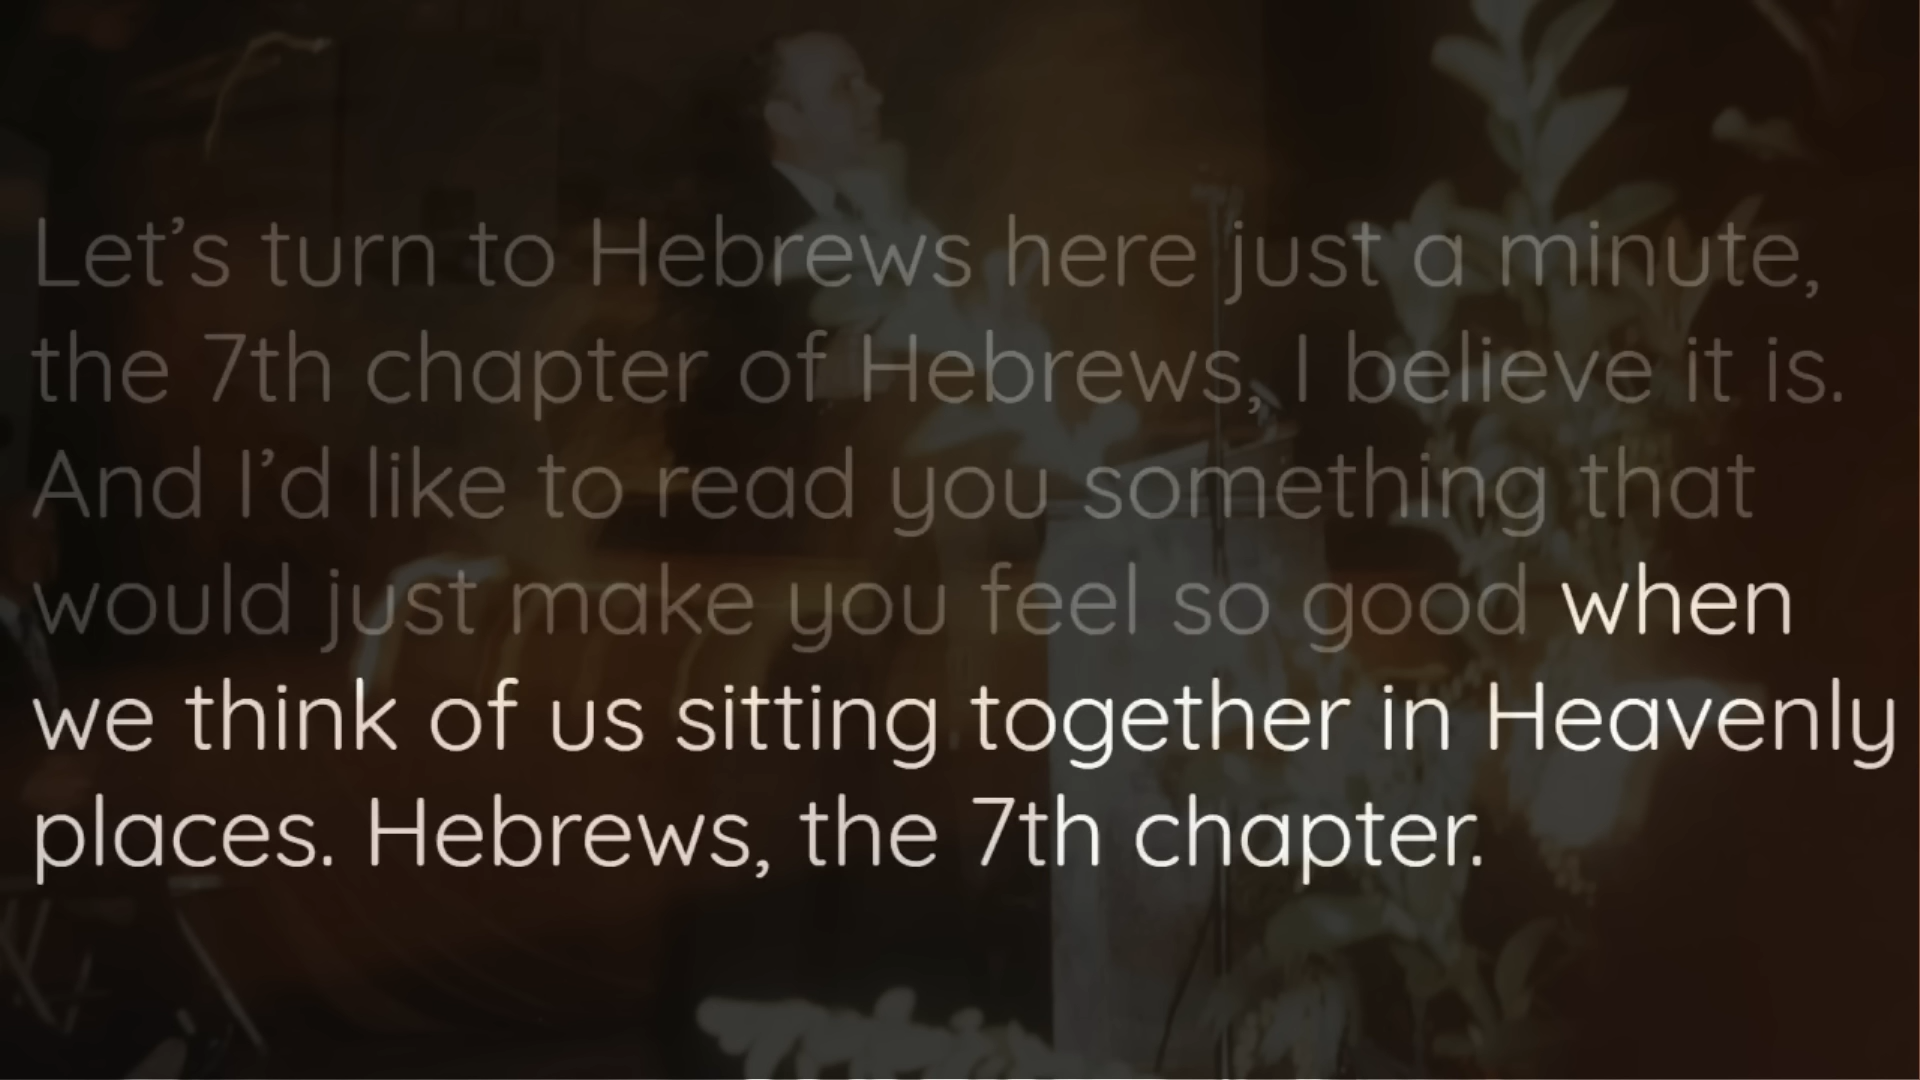 Let’s turn to Hebrews here just a minute,
the 7th chapter of Hebrews, I believe it is.
And I’d like to read you something that
would just make you feel so good when
we think of us sitting together in Heavenly
places. Hebrews, the 7th chapter.